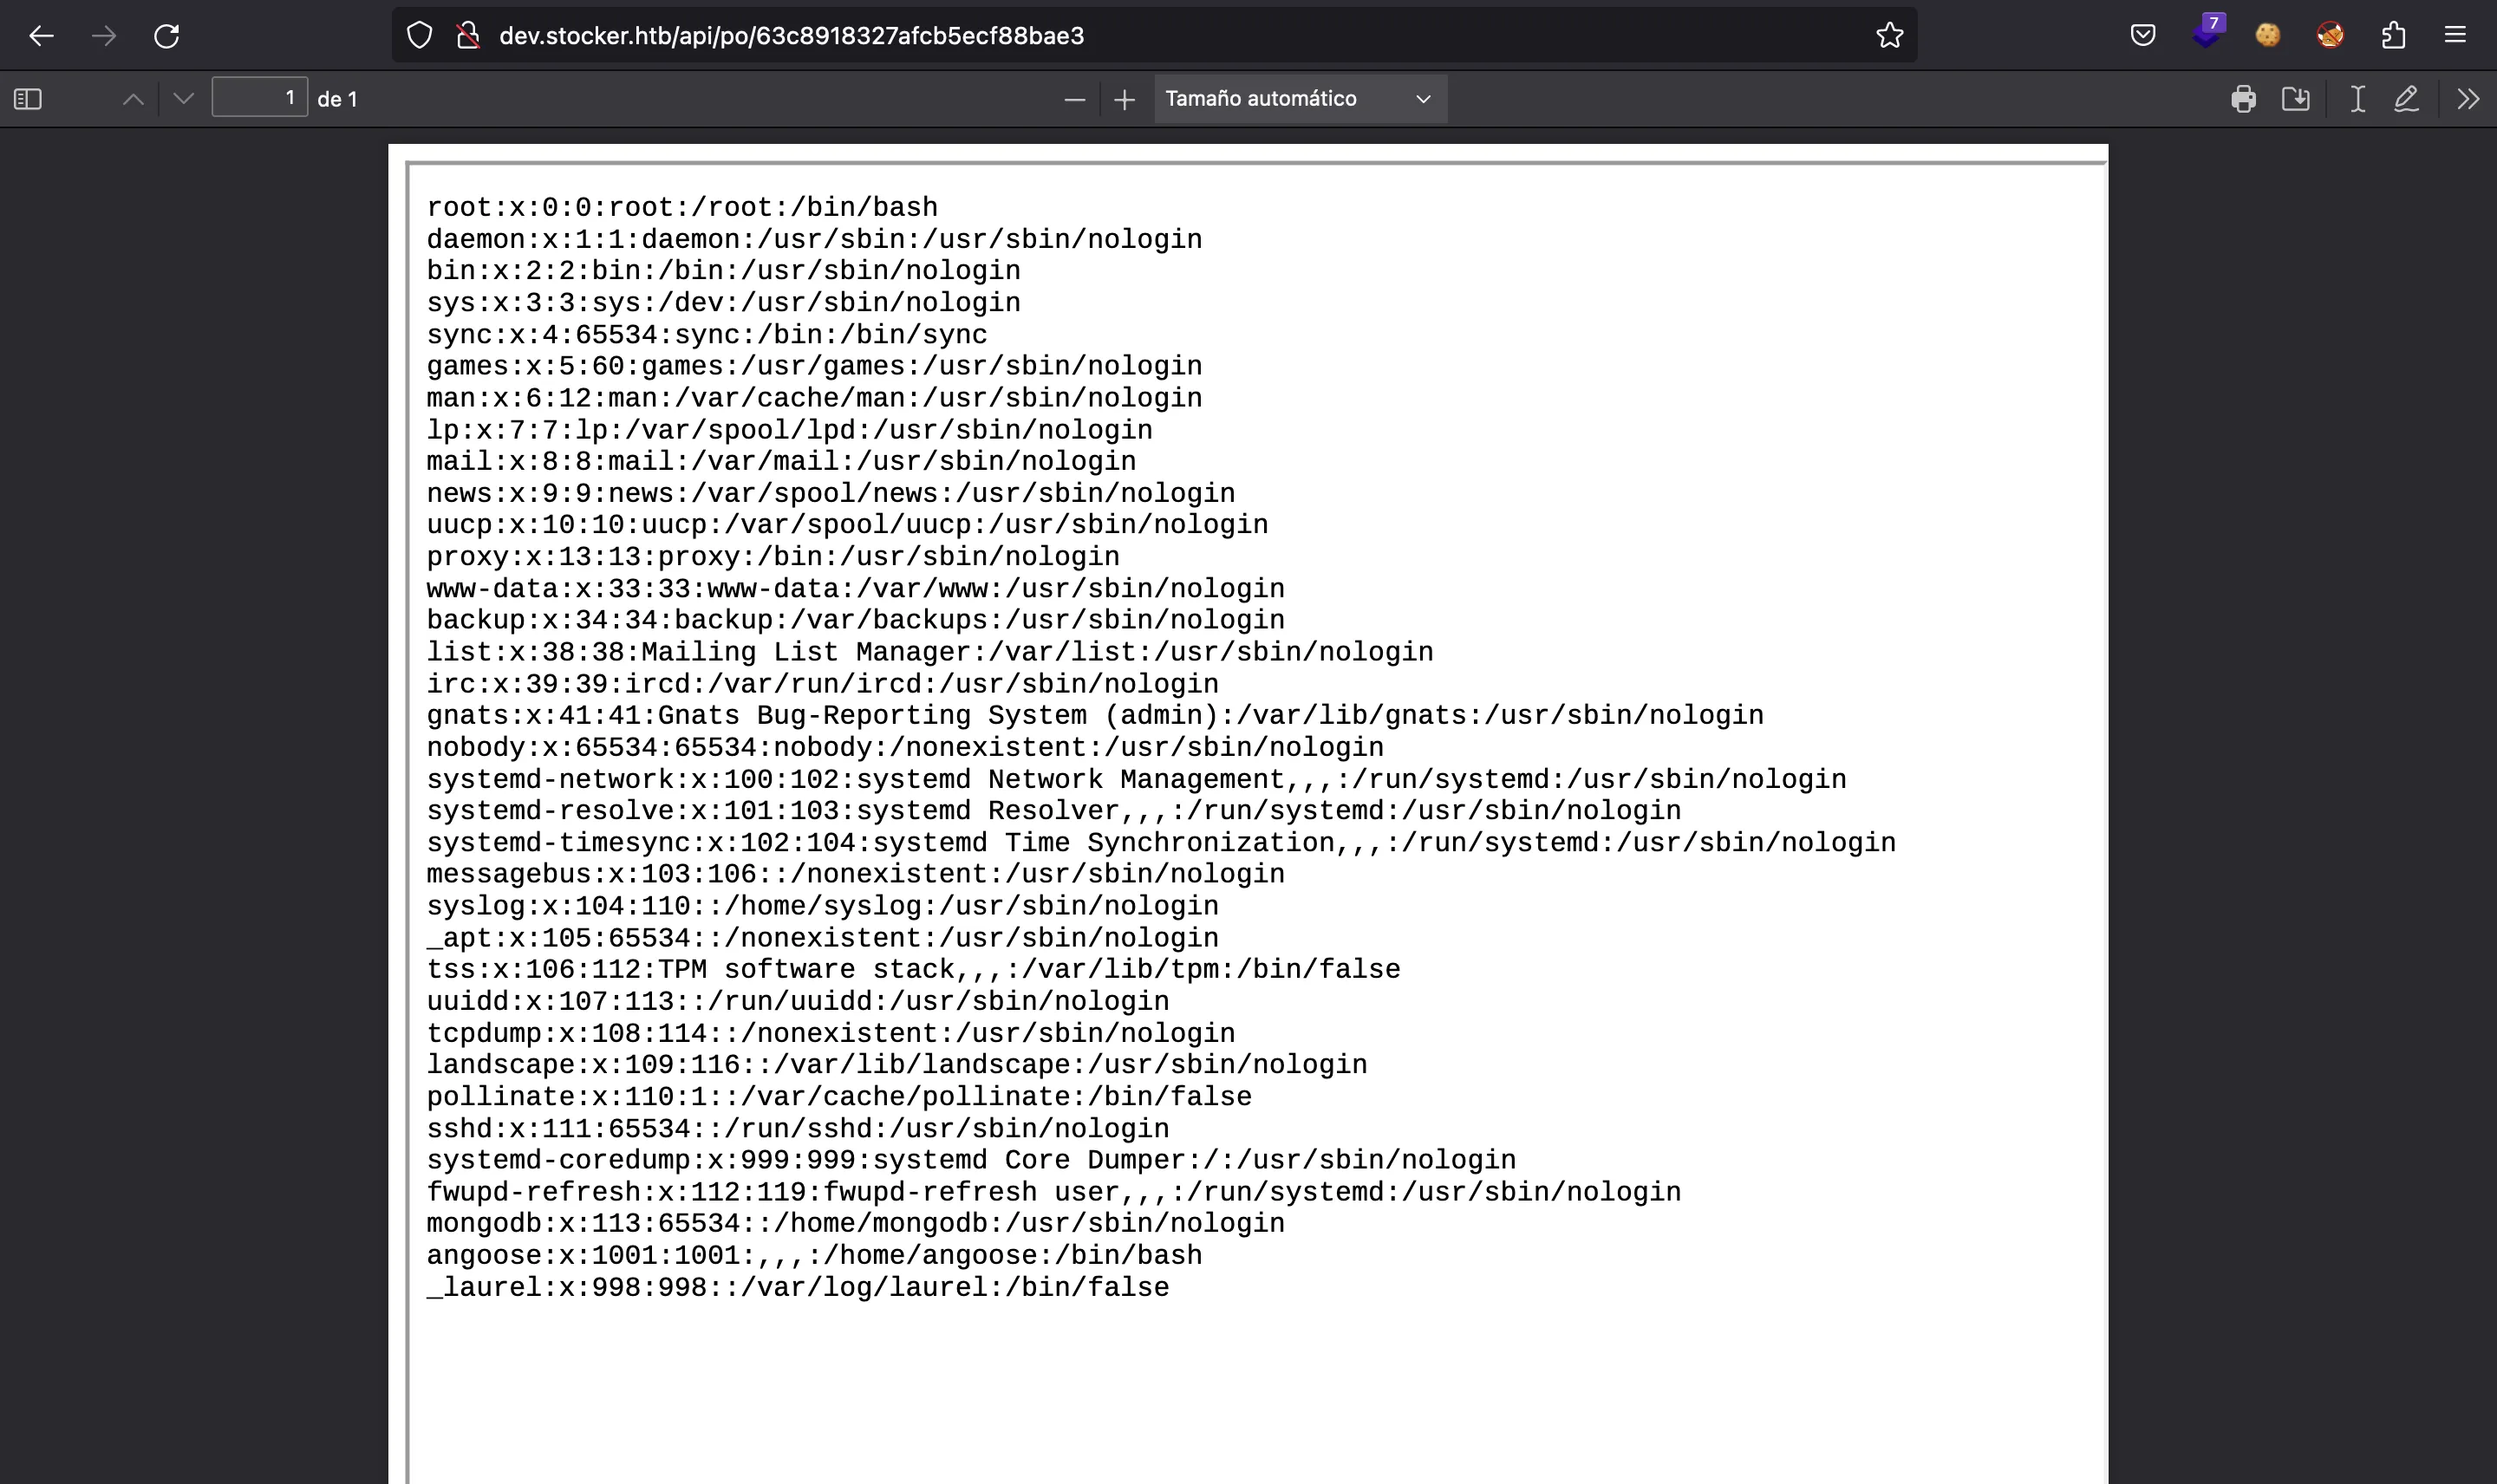 dev.stocker.htb/api/po/63c8918327afcb5ecf88bae3
7
1 de 1
Tamaño automático
root:x:0:0:root:/root:/bin/bash
daemon:x:1:1:daemon:/usr/sbin:/usr/sbin/nologin
bin:x:2:2:bin:/bin:/usr/sbin/nologin
sys:x:3:3:sys:/dev:/usr/sbin/nologin
sync:x:4:65534:sync:/bin:/bin/sync
games:x:5:60:games:/usr/games:/usr/sbin/nologin
man:x:6:12:man:/var/cache/man:/usr/sbin/nologin
lp:x:7:7:lp:/var/spool/lpd:/usr/sbin/nologin
mail:x:8:8:mail:/var/mail:/usr/sbin/nologin
news:x:9:9:news:/var/spool/news:/usr/sbin/nologin
uucp:x:10:10:uucp:/var/spool/uucp:/usr/sbin/nologin
proxy:x:13:13:proxy:/bin:/usr/sbin/nologin
www-data:x:33:33:www-data:/var/www:/usr/sbin/nologin
backup:x:34:34:backup:/var/backups:/usr/sbin/nologin
list:x:38:38:Mailing List Manager:/var/list:/usr/sbin/nologin
irc:x:39:39:ircd:/var/run/ircd:/usr/sbin/nologin
gnats:x:41:41:Gnats Bug-Reporting System (admin):/var/lib/gnats:/usr/sbin/nologin
nobody:x:65534:65534:nobody:/nonexistent:/usr/sbin/nologin
systemd-network:x:100:102:systemd Network Management,,,:/run/systemd:/usr/sbin/nologin
systemd-resolve:x:101:103:systemd Resolver,,,:/run/systemd:/usr/sbin/nologin
systemd-timesync:x:102:104:systemd Time Synchronization,,,:/run/systemd:/usr/sbin/nologin
messagebus:x:103:106::/nonexistent:/usr/sbin/nologin
syslog:x:104:110::/home/syslog:/usr/sbin/nologin
_apt:x:105:65534::/nonexistent:/usr/sbin/nologin
tss:x:106:112:TPM software stack,,,:/var/lib/tpm:/bin/false
uuidd:x:107:113::/run/uuidd:/usr/sbin/nologin
tcpdump:x:108:114::/nonexistent:/usr/sbin/nologin
landscape:x:109:116::/var/lib/landscape:/usr/sbin/nologin
pollinate:x:110:1::/var/cache/pollinate:/bin/false
sshd:x:111:65534::/run/sshd:/usr/sbin/nologin
systemd-coredump:x:999:999:systemd Core Dumper:/:/usr/sbin/nologin
fwupd-refresh:x:112:119:fwupd-refresh user,,,:/run/systemd:/usr/sbin/nologin
mongodb:x:113:65534::/home/mongodb:/usr/sbin/nologin
angoose:x:1001:1001:,,,:/home/angoose:/bin/bash
_laurel:x:998:998::/var/log/laurel:/bin/false